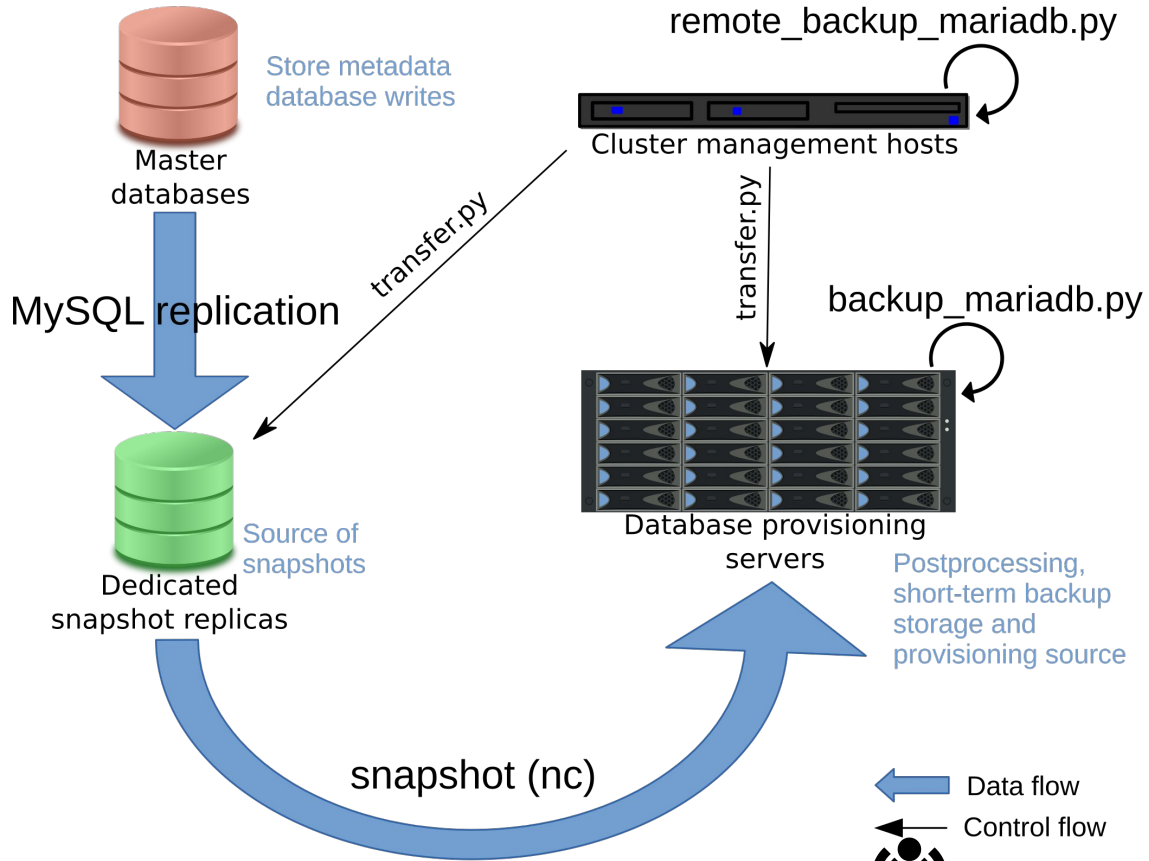 remote_backup_mariadb.py
Store metadata
database writes
Cluster management hosts
Master
databases
transfer.py
transfer.py
MySQL replication
backup_mariadb.py
Source of
snapshots
Dedicated
snapshot replicas
Database provisioning
servers
Postprocessing,
short-term backup
storage and
provisioning source
snapshot (nc)
Data flow
Control flow